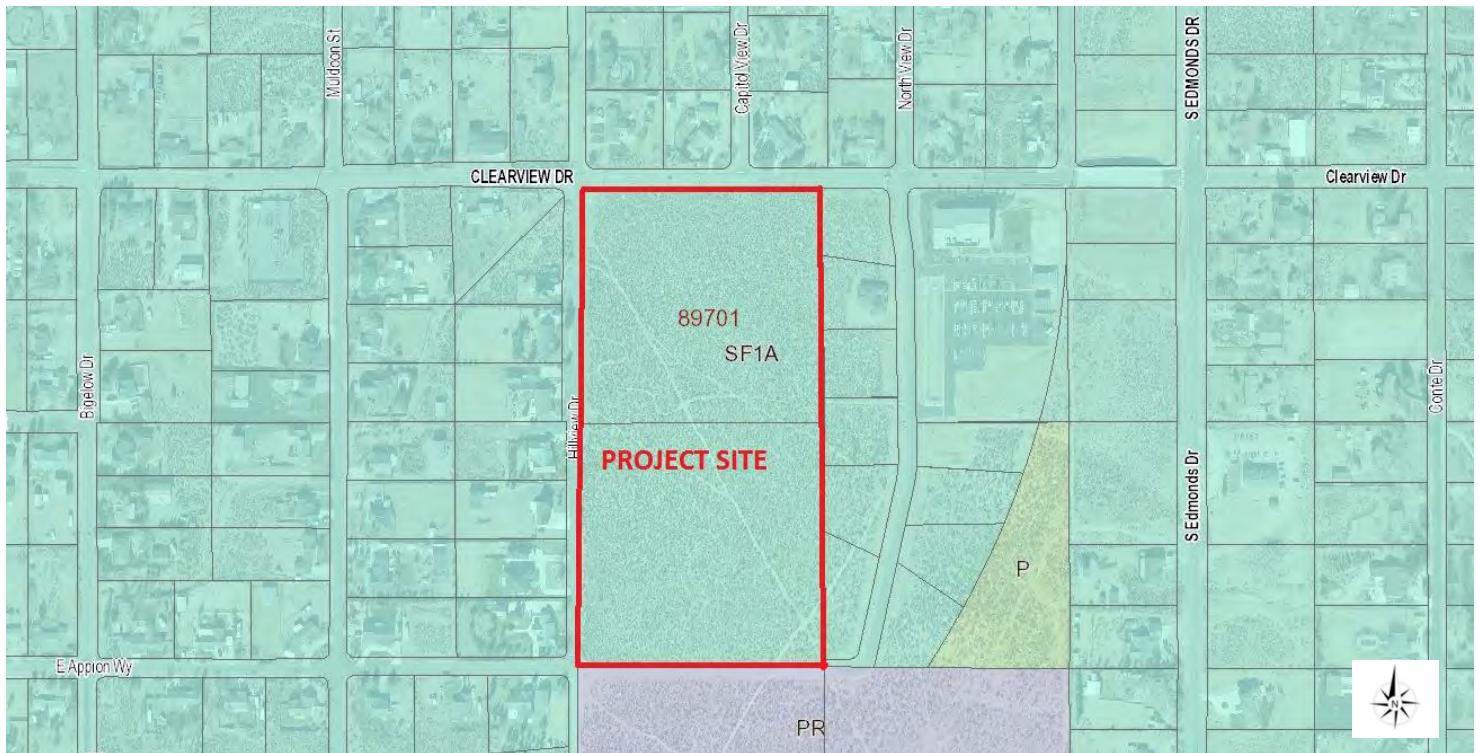 Muldoon St
Capitol View Dr
North View Dr
S EDMONDS DR
CLEARVIEW DR
Clearview Dr
89701
SF1A
Bigelow Dr
Hillview Dr
Conte Dr
PROJECT SITE
S Edmonds Dr
P
E Appion Wy
N
PR